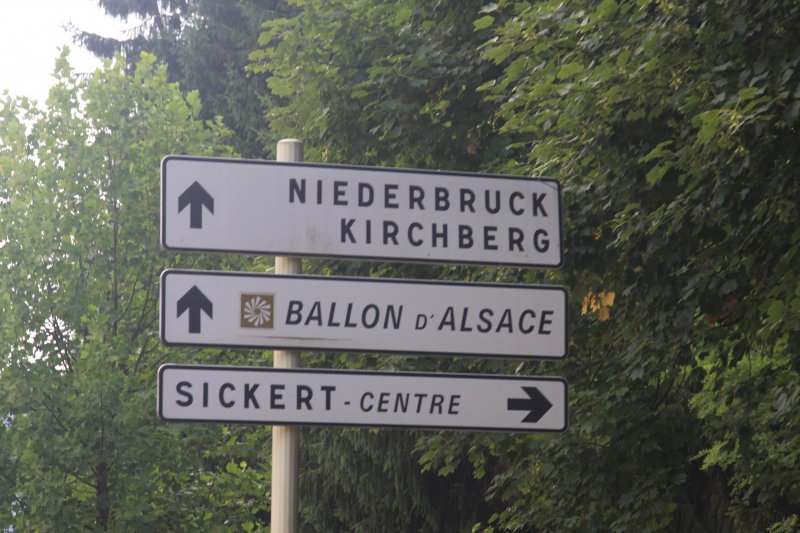 NIEDERBRUCK
KIRCHBERG
BALLON D'ALSACE
SICKERT - CENTRE